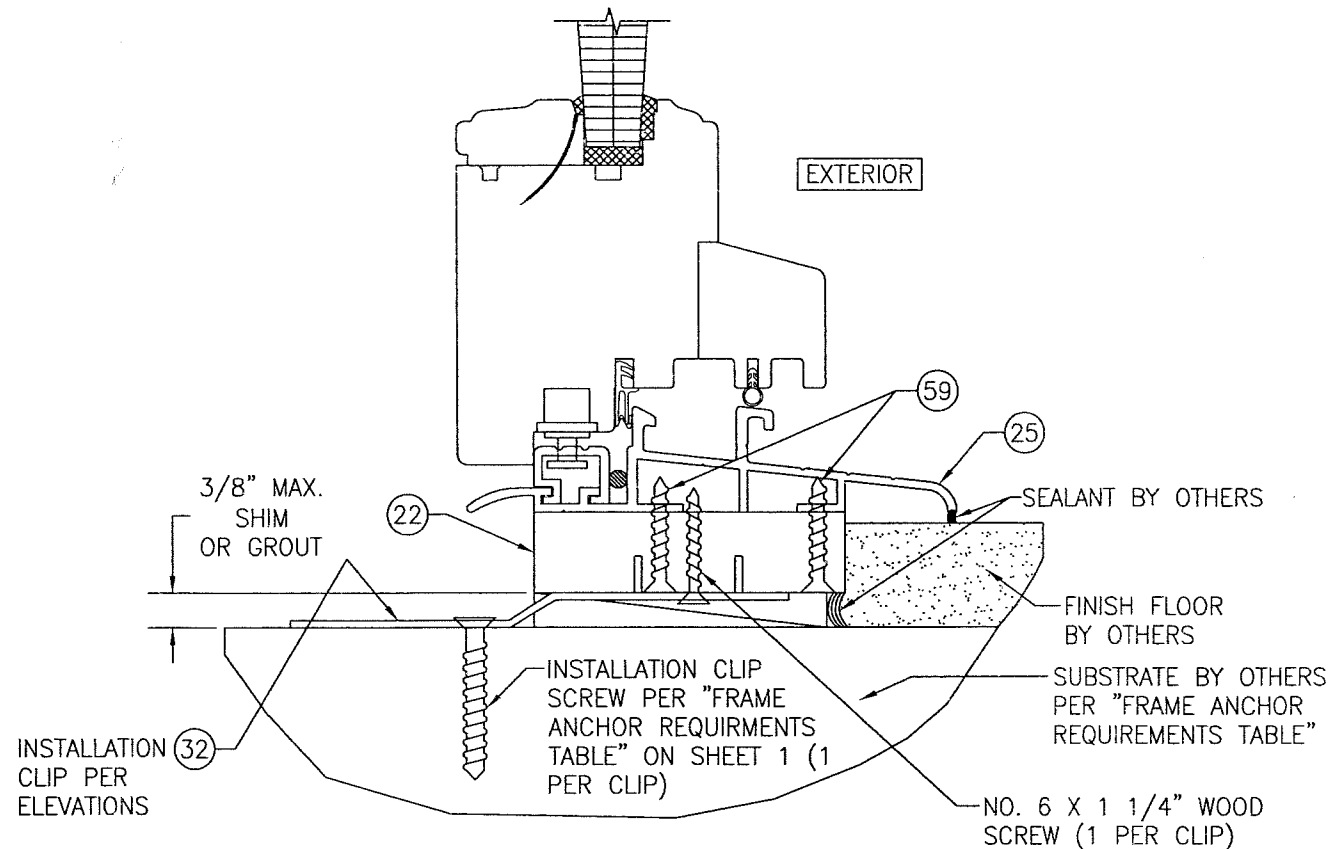 EXTERIOR
59
25
3/8" MAX.
SHIM
OR GROUT
22
SEALANT BY OTHERS
FINISH FLOOR
BY OTHERS
INSTALLATION CLIP
SCREW PER "FRAME
ANCHOR REQUIRMENTS
TABLE" ON SHEET 1 (1
PER CLIP)
SUBSTRATE BY OTHERS
PER "FRAME ANCHOR
REQUIREMENTS TABLE"
INSTALLATION 32
CLIP PER
ELEVATIONS
NO. 6 X 1 1/4" WOOD
SCREW (1 PER CLIP)